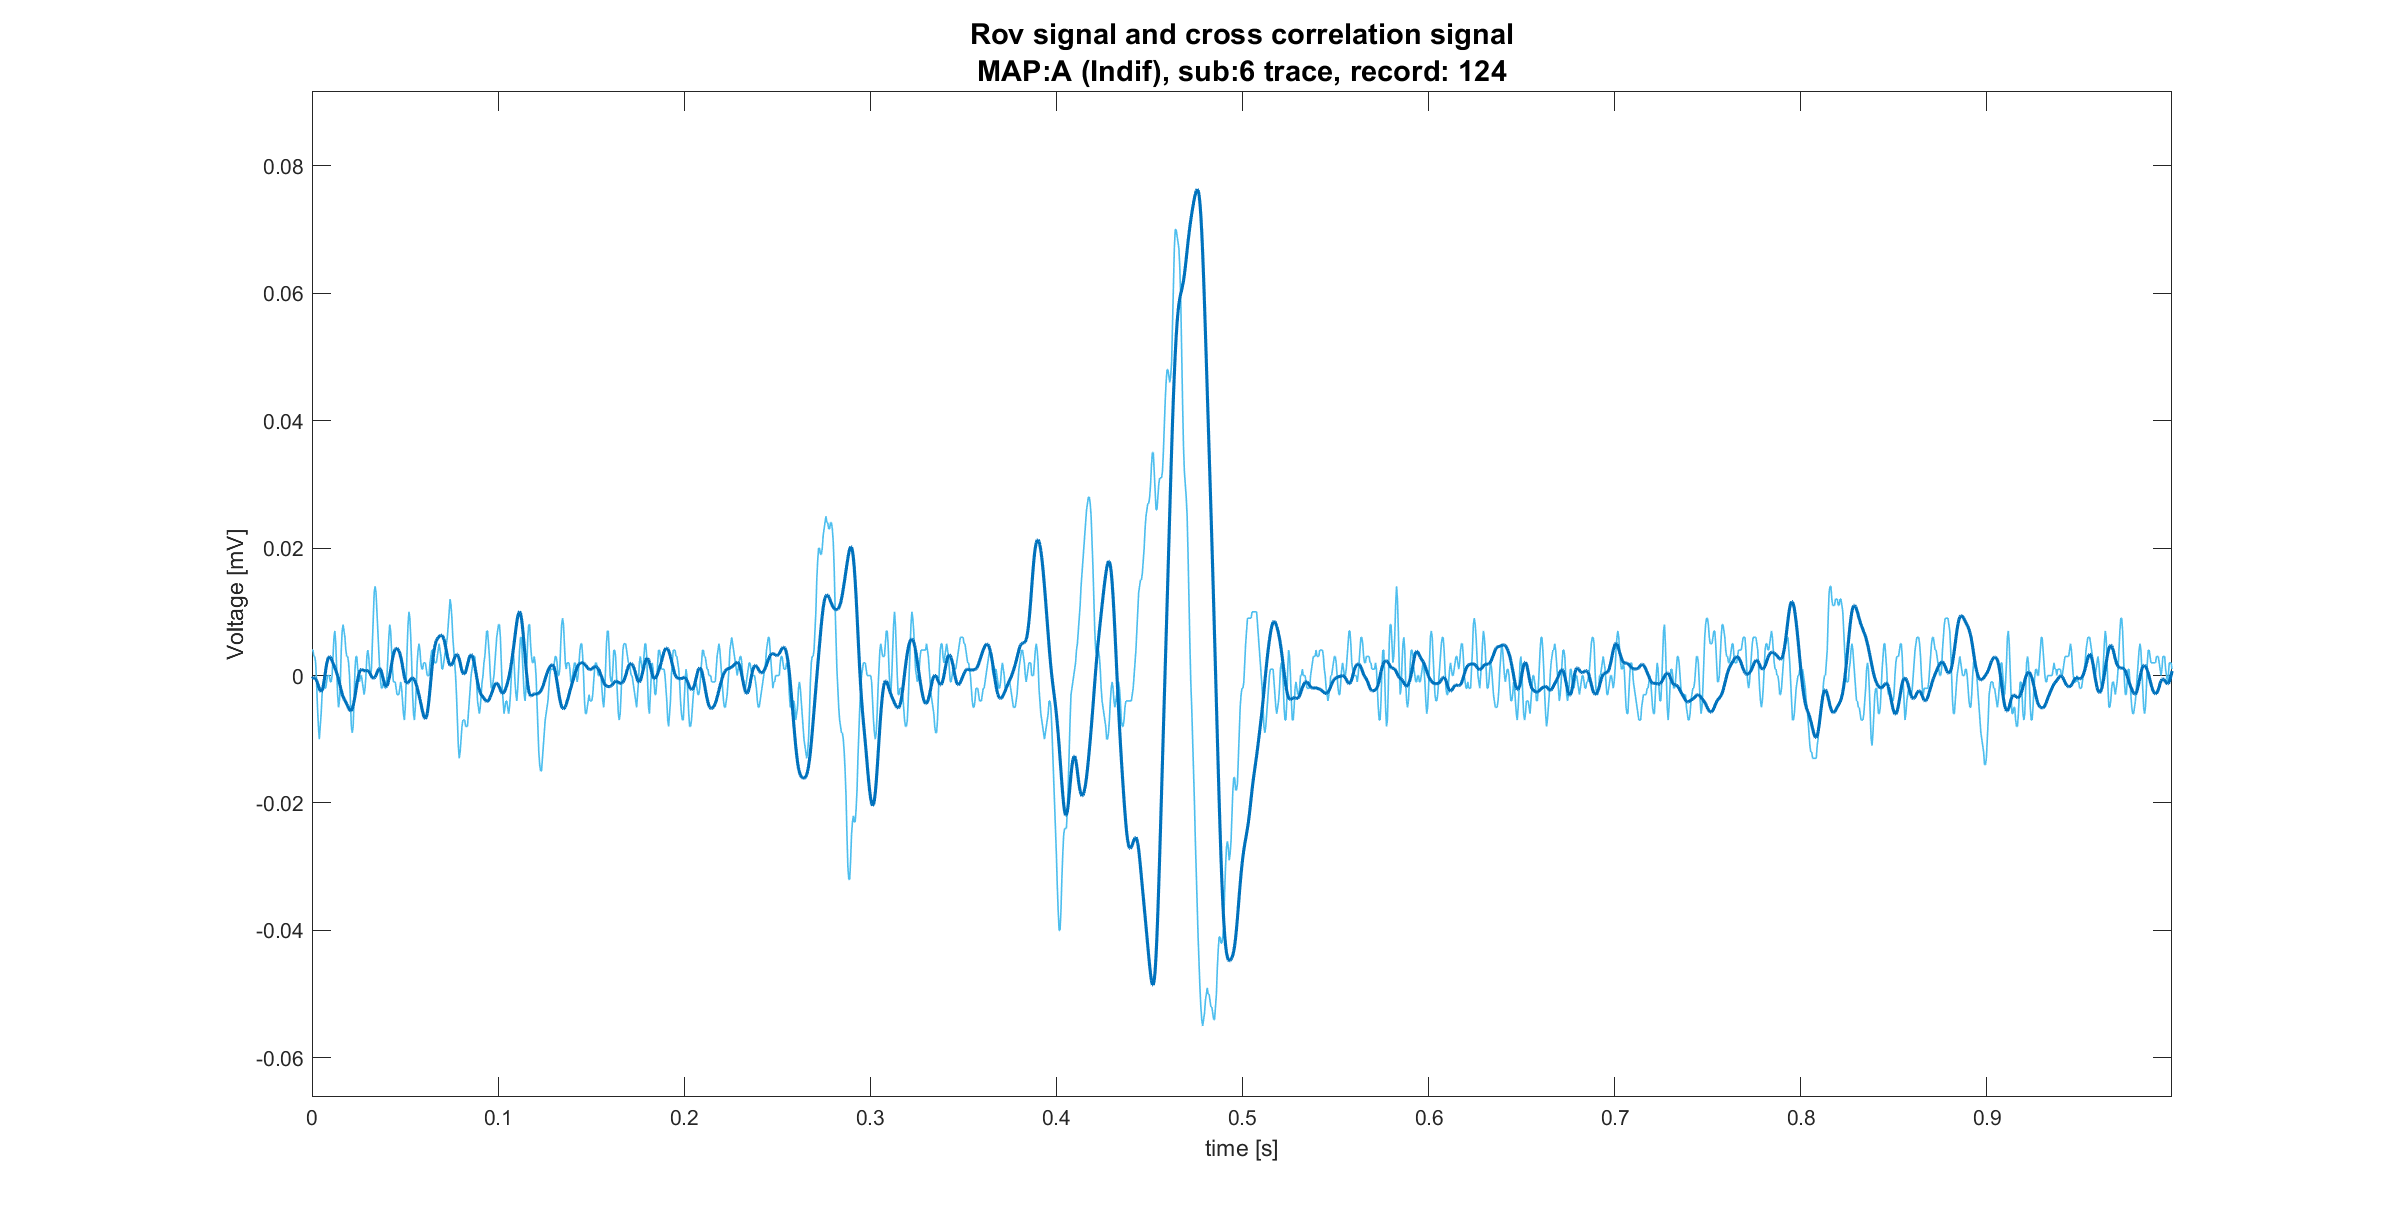 Rov signal and cross correlation signal
MAP:A (Indif), sub:6 trace, record: 124
0.08
0.06
0.04
0.02
0
-0.02
-0.04
-0.06
Voltage [mV]
0 0.1 0.2 0.3 0.4 0.5 0.6 0.7 0.8 0.9
time [s]